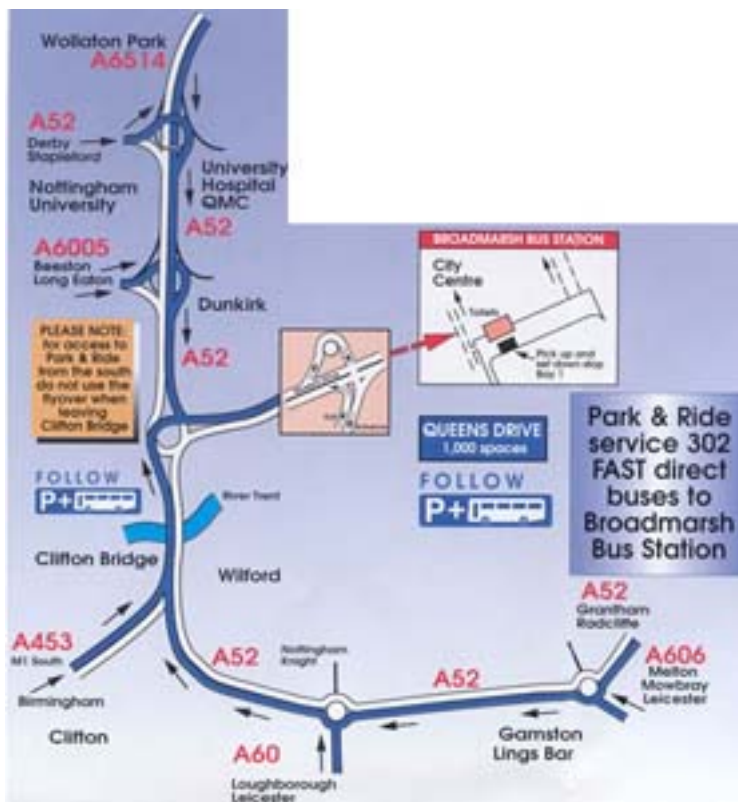 Wollaton Park
A6514
A52
Derby
Stapleford
Nottingham
University
University
Hospital
QMC
A52
A6005
Beeston
Long Eaton
Dunkirk
A52
PLEASE NOTE:
for access to
Park & Ride
from the south
do not use the
flyover when
leaving
Clifton Bridge
BROADMARSH BUS STATION
City
Centre
Toilets
Pick up and
set down stop
Bay 1
QUEENS DRIVE
1,000 spaces
FOLLOW
P+
Park & Ride
service 302
FAST direct
buses to
Broadmarsh
Bus Station
FOLLOW
P+
River Trent
Clifton Bridge
Wilford
A453
M1 South
Birmingham
Clifton
A52
Nottingham
Knight
A60
Loughborough
Leicester
A52
Gamston
Lings Bar
A52
Grantham
Radcliffe
A606
Melton
Mowbray
Leicester